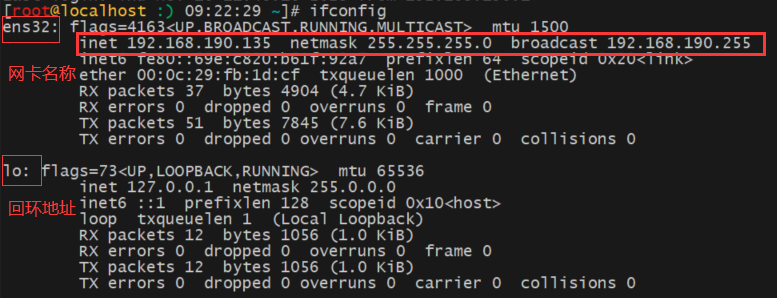 [root@localhost :) 09:22:29 ~]# ifconfig
ens32: flags=4163<UP,BROADCAST,RUNNING,MULTICAST> mtu 1500
inet 192.168.190.135 netmask 255.255.255.0 broadcast 192.168.190.255
inet6 fe80::69e:c820:b61f:92a7 prefixlen 64 scopeid 0x20<link>
网卡名称
ether 00:0c:29:fb:1d:cf txqueuelen 1000 (Ethernet)
RX packets 37 bytes 4904 (4.7 KiB)
RX errors 0 dropped 0 overruns 0 frame 0
TX packets 51 bytes 7845 (7.6 KiB)
TX errors 0 dropped 0 overruns 0 carrier 0 collisions 0
lo: flags=73<UP,LOOPBACK,RUNNING> mtu 65536
inet 127.0.0.1 netmask 255.0.0.0
inet6 ::1 prefixlen 128 scopeid 0x10<host>
回环地址
loop txqueuelen 1 (Local Loopback)
RX packets 12 bytes 1056 (1.0 KiB)
RX errors 0 dropped 0 overruns 0 frame 0
TX packets 12 bytes 1056 (1.0 KiB)
TX errors 0 dropped 0 overruns 0 carrier 0 collisions 0